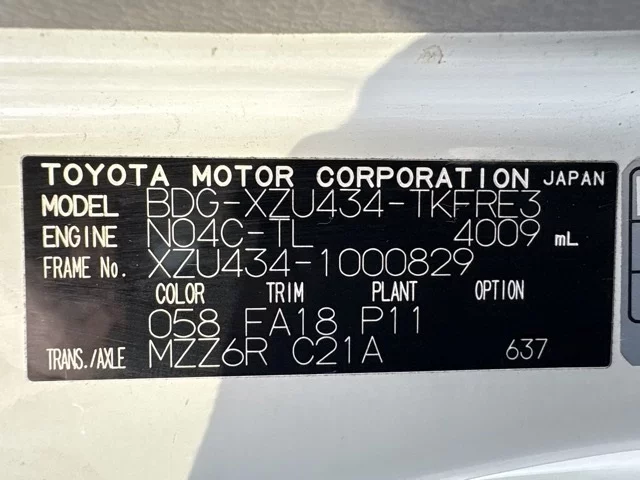 TOYOTA MOTOR CORPORATION JAPAN
MODEL BDG-XZU434-TKFRE3
ENGINE N04C-TL 4009 mL
FRAME No. XZU434-1000829
COLOR TRIM PLANT OPTION
058 FA18 P11
TRANS./AXLE MZZ6R C21A 637